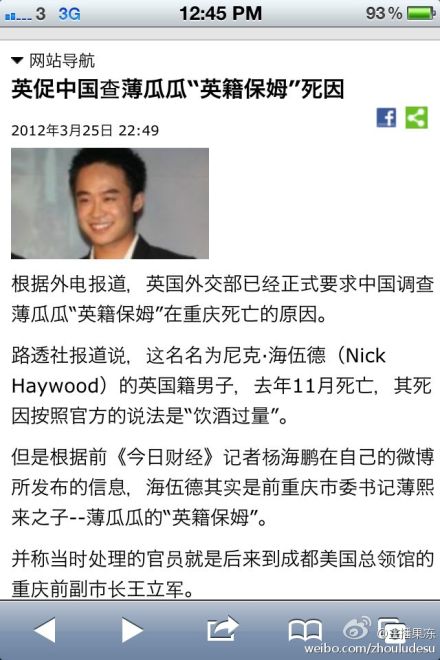 3 3G 12:45 PM 93%
网站导航
英促中国查薄瓜瓜“英籍保姆”死因
2012年3月25日 22:49
f
根据外电报道，英国外交部已经正式要求中国调查
薄瓜瓜“英籍保姆”在重庆死亡的原因。
路透社报道说，这名名为尼克·海伍德（Nick
Haywood）的英国籍男子，去年11月死亡，其死
因按照官方的说法是“饮酒过量”。
但是根据前《今日财经》记者杨海鹏在自己的微博
所发布的信息，海伍德其实是前重庆市委书记薄熙
来之子--薄瓜瓜的“英籍保姆”。
并称当时处理的官员就是后来到成都美国总领馆的
重庆前副市长王立军。
weibo.com/zhouludesu